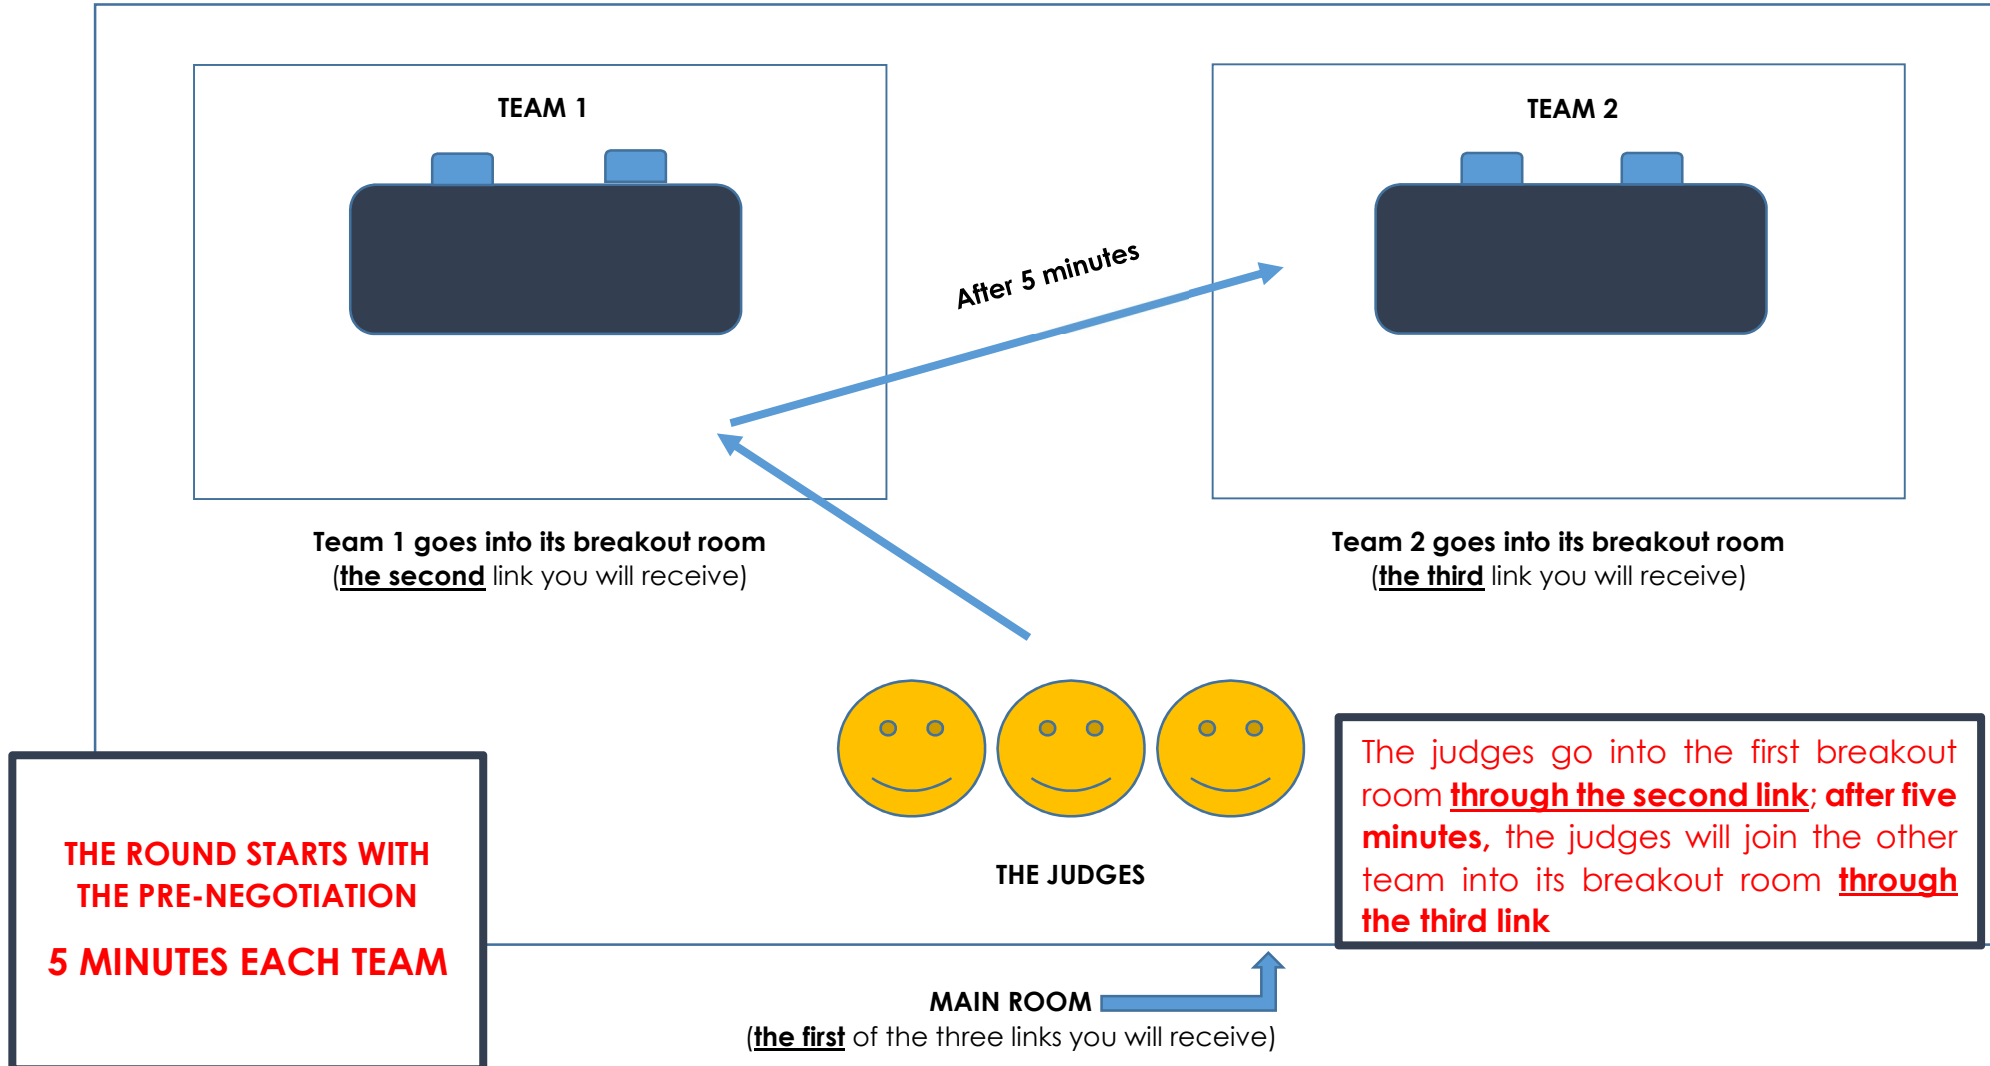 TEAM 1
TEAM 2
After 5 minutes
Team 1 goes into its breakout room
(the second link you will receive)
Team 2 goes into its breakout room
(the third link you will receive)
THE JUDGES
The judges go into the first breakout
room through the second link; after five
minutes, the judges will join the other
team into its breakout room through
the third link
THE ROUND STARTS WITH
THE PRE-NEGOTIATION
5 MINUTES EACH TEAM
MAIN ROOM
(the first of the three links you will receive)